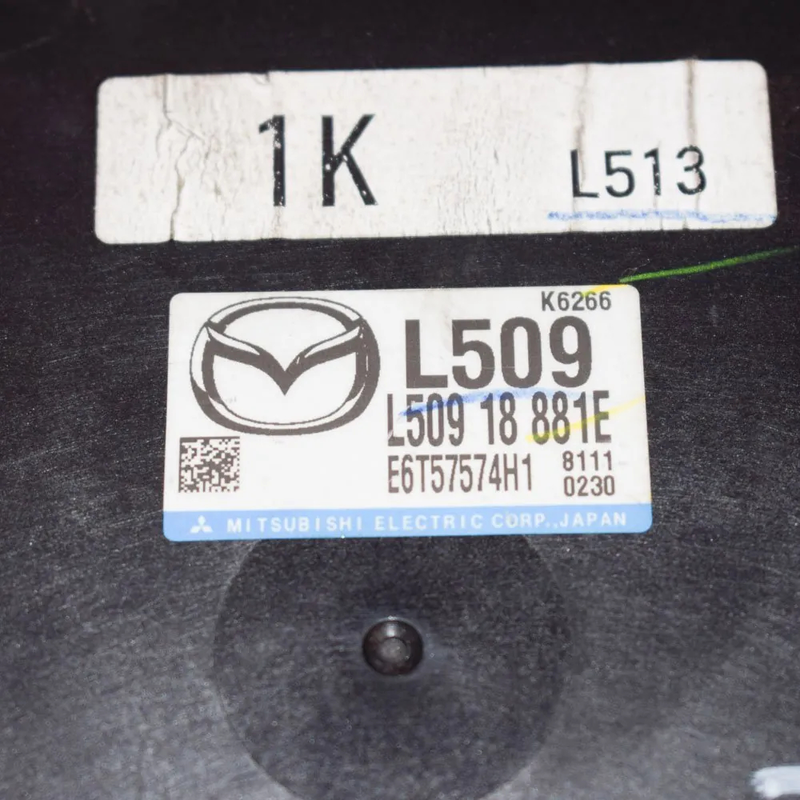 1K
L513
K6266
L509
L509 18 881E
E6T57574H1 8111
0230
MITSUBISHI ELECTRIC CORP., JAPAN